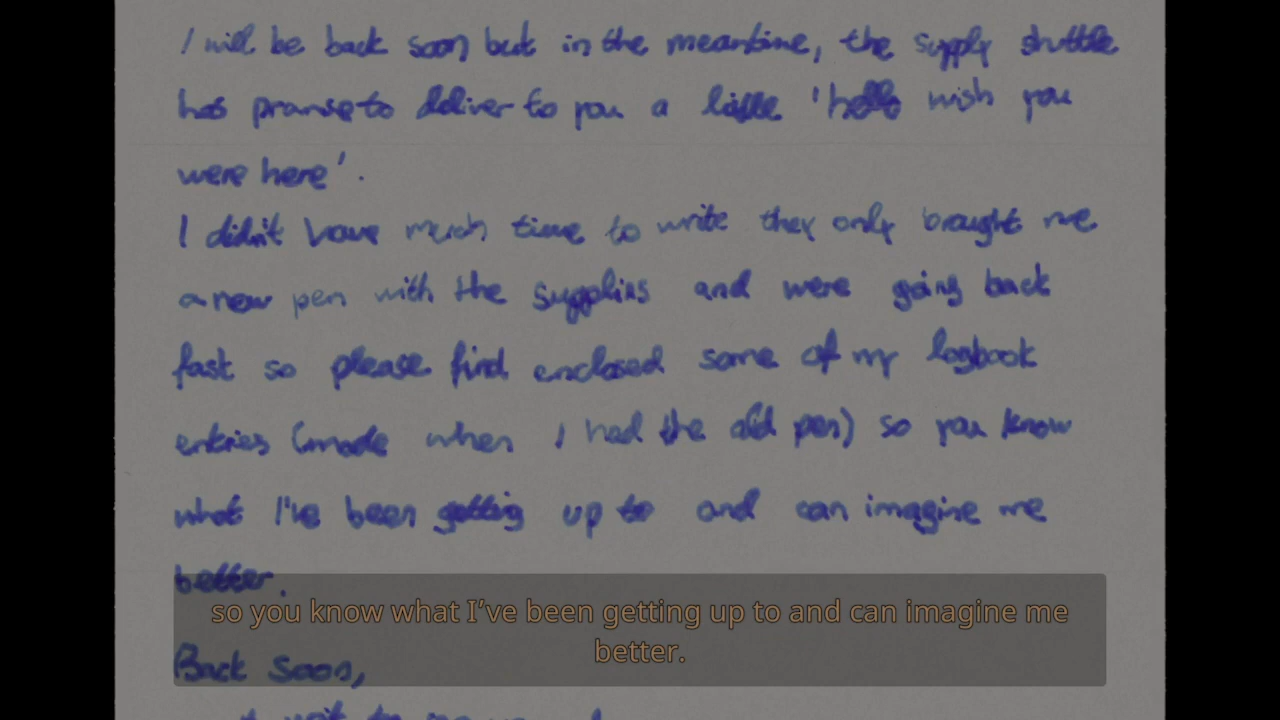 I will be back soon but in the meantime, the supply shuttle
has promise to deliver to you a little 'hello wish you
were here'.
I didn't have much time to write they only brought me
a new pen with the supplies and were going back
fast so please find enclosed some of my logbook
entries (made when I had the old pen) so you know
what I've been getting up to and can imagine me
better.
so you know what I’ve been getting up to and can imagine me
better.
Back soon,